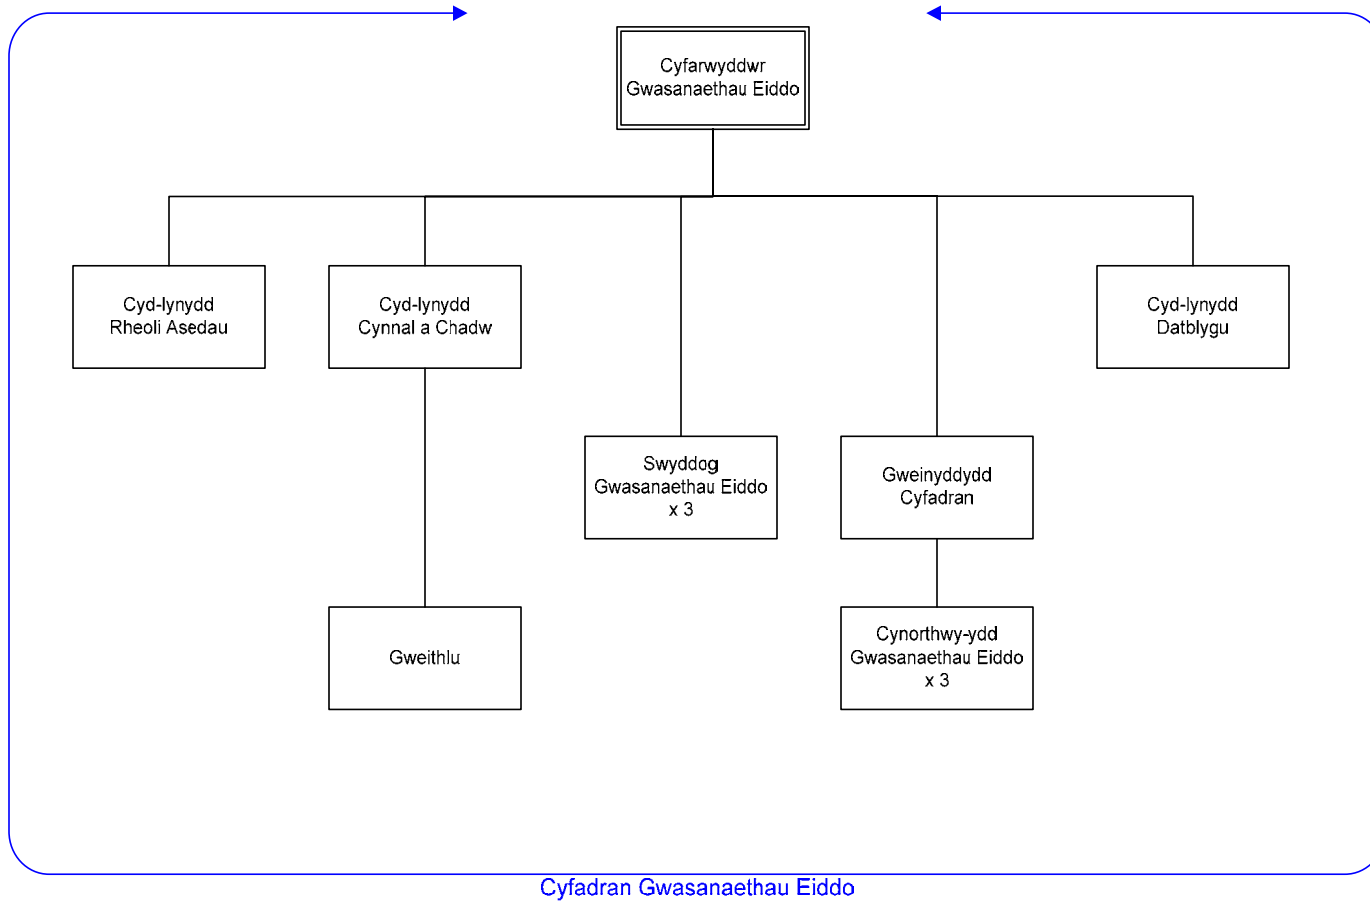 Cyfarwyddwr
Gwasanaethau Eiddo
Cyd-lynydd
Rheoli Asedau
Cyd-lynydd
Cynnal a Chadw
Cyd-lynydd
Datblygu
Swyddog
Gwasanaethau Eiddo
x 3
Gweinyddydd
Cyfadran
Gweithlu
Cynorthwy-ydd
Gwasanaethau Eiddo
x 3
Cyfadran Gwasanaethau Eiddo